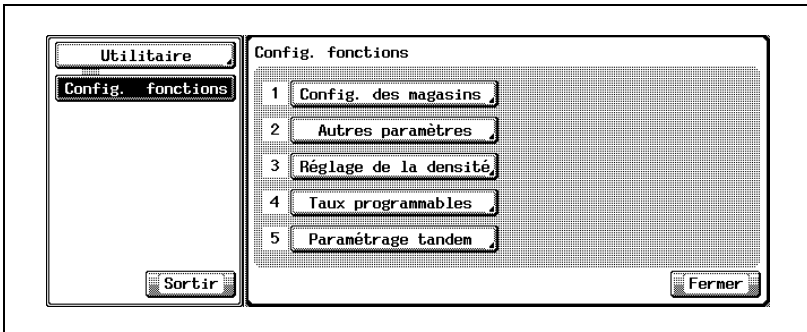 Utilitaire
Config. fonctions
Sortir
Config. fonctions
1 Config. des magasins
2 Autres paramètres
3 Réglage de la densité
4 Taux programmables
5 Paramétrage tandem
Fermer